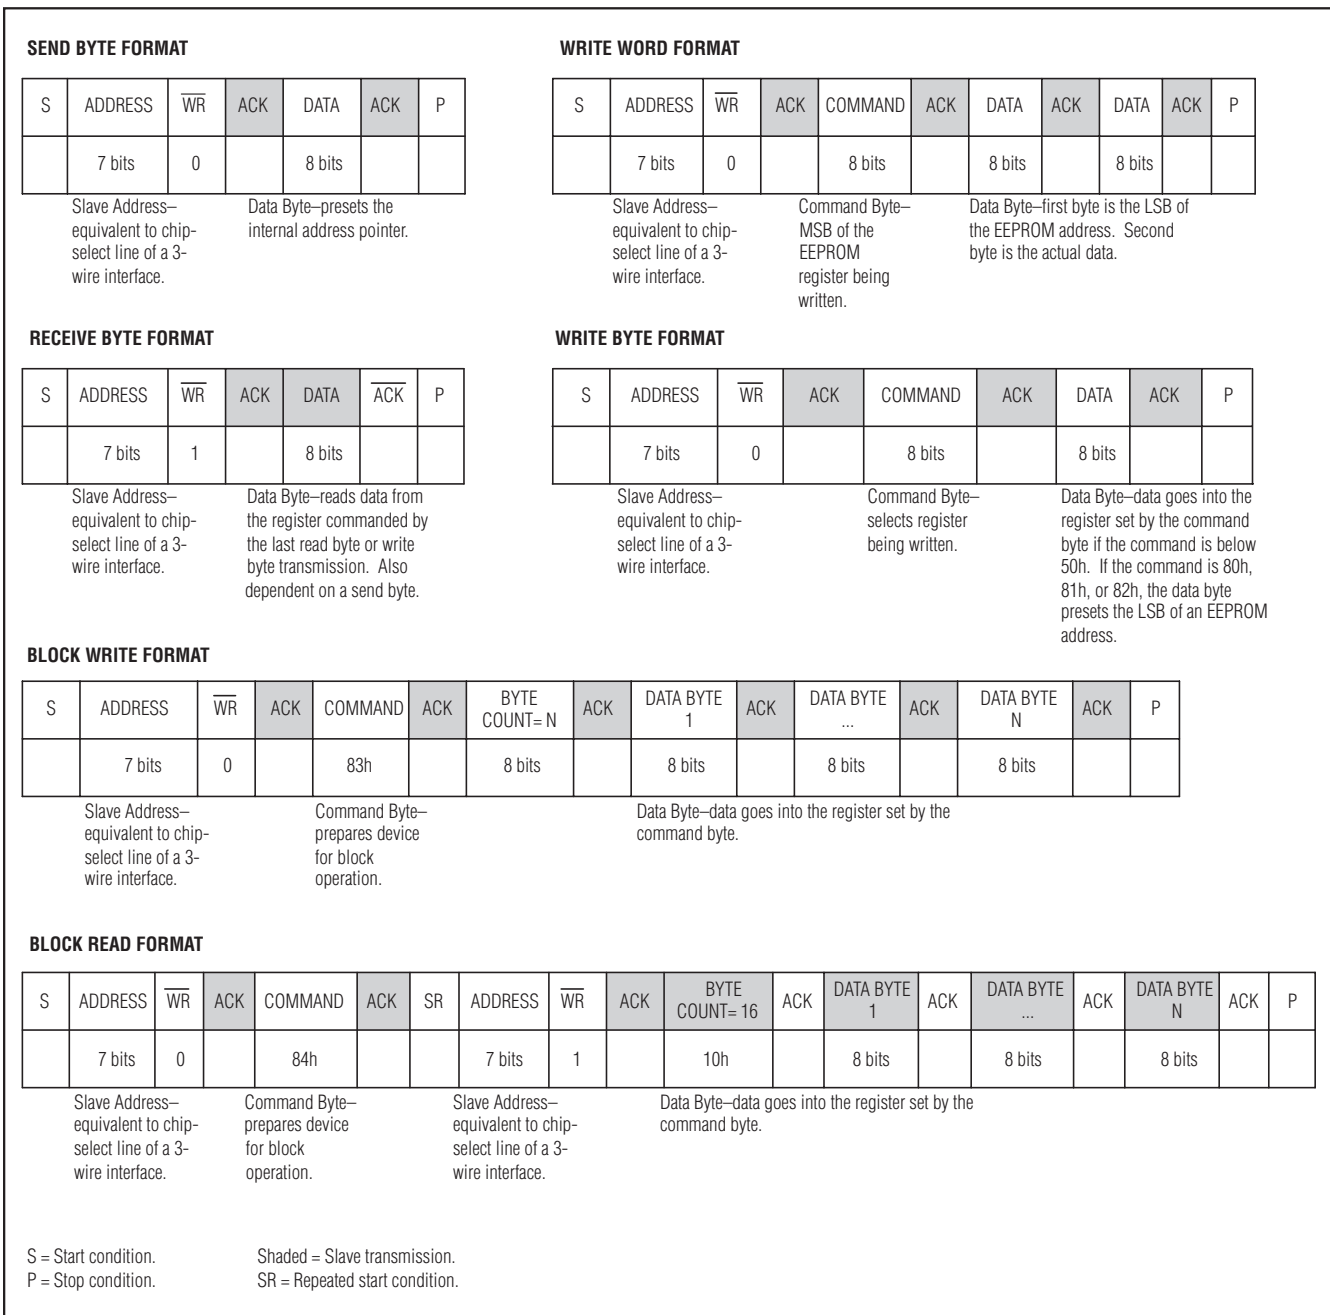 SEND BYTE FORMAT
S ADDRESS W̅R̅ ACK DATA ACK P
7 bits 0 8 bits
Slave Address–
equivalent to chip-
select line of a 3-
wire interface.
Data Byte–presets the
internal address pointer.
WRITE WORD FORMAT
S ADDRESS W̅R̅ ACK COMMAND ACK DATA ACK DATA ACK P
7 bits 0 8 bits 8 bits 8 bits
Slave Address–
equivalent to chip-
select line of a 3-
wire interface.
Command Byte–
MSB of the
EEPROM
register being
written.
Data Byte–first byte is the LSB of
the EEPROM address. Second
byte is the actual data.
RECEIVE BYTE FORMAT
S ADDRESS W̅R̅ ACK DATA A̅C̅K̅ P
7 bits 1 8 bits
Slave Address–
equivalent to chip-
select line of a 3-
wire interface.
Data Byte–reads data from
the register commanded by
the last read byte or write
byte transmission. Also
dependent on a send byte.
WRITE BYTE FORMAT
S ADDRESS W̅R̅ ACK COMMAND ACK DATA ACK P
7 bits 0 8 bits 8 bits
Slave Address–
equivalent to chip-
select line of a 3-
wire interface.
Command Byte–
selects register
being written.
Data Byte–data goes into the
register set by the command
byte if the command is below
50h. If the command is 80h,
81h, or 82h, the data byte
presets the LSB of an EEPROM
address.
BLOCK WRITE FORMAT
S ADDRESS W̅R̅ ACK COMMAND ACK BYTE COUNT= N ACK DATA BYTE 1 ACK DATA BYTE ... ACK DATA BYTE N ACK P
7 bits 0 83h 8 bits 8 bits 8 bits 8 bits
Slave Address–
equivalent to chip-
select line of a 3-
wire interface.
Command Byte–
prepares device
for block
operation.
Data Byte–data goes into the register set by the
command byte.
BLOCK READ FORMAT
S ADDRESS W̅R̅ ACK COMMAND ACK SR ADDRESS W̅R̅ ACK BYTE COUNT= 16 ACK DATA BYTE 1 ACK DATA BYTE ... ACK DATA BYTE N ACK P
7 bits 0 84h 7 bits 1 10h 8 bits 8 bits 8 bits
Slave Address–
equivalent to chip-
select line of a 3-
wire interface.
Command Byte–
prepares device
for block
operation.
Slave Address–
equivalent to chip-
select line of a 3-
wire interface.
Data Byte–data goes into the register set by the
command byte.
S = Start condition.
P = Stop condition.
Shaded = Slave transmission.
SR = Repeated start condition.